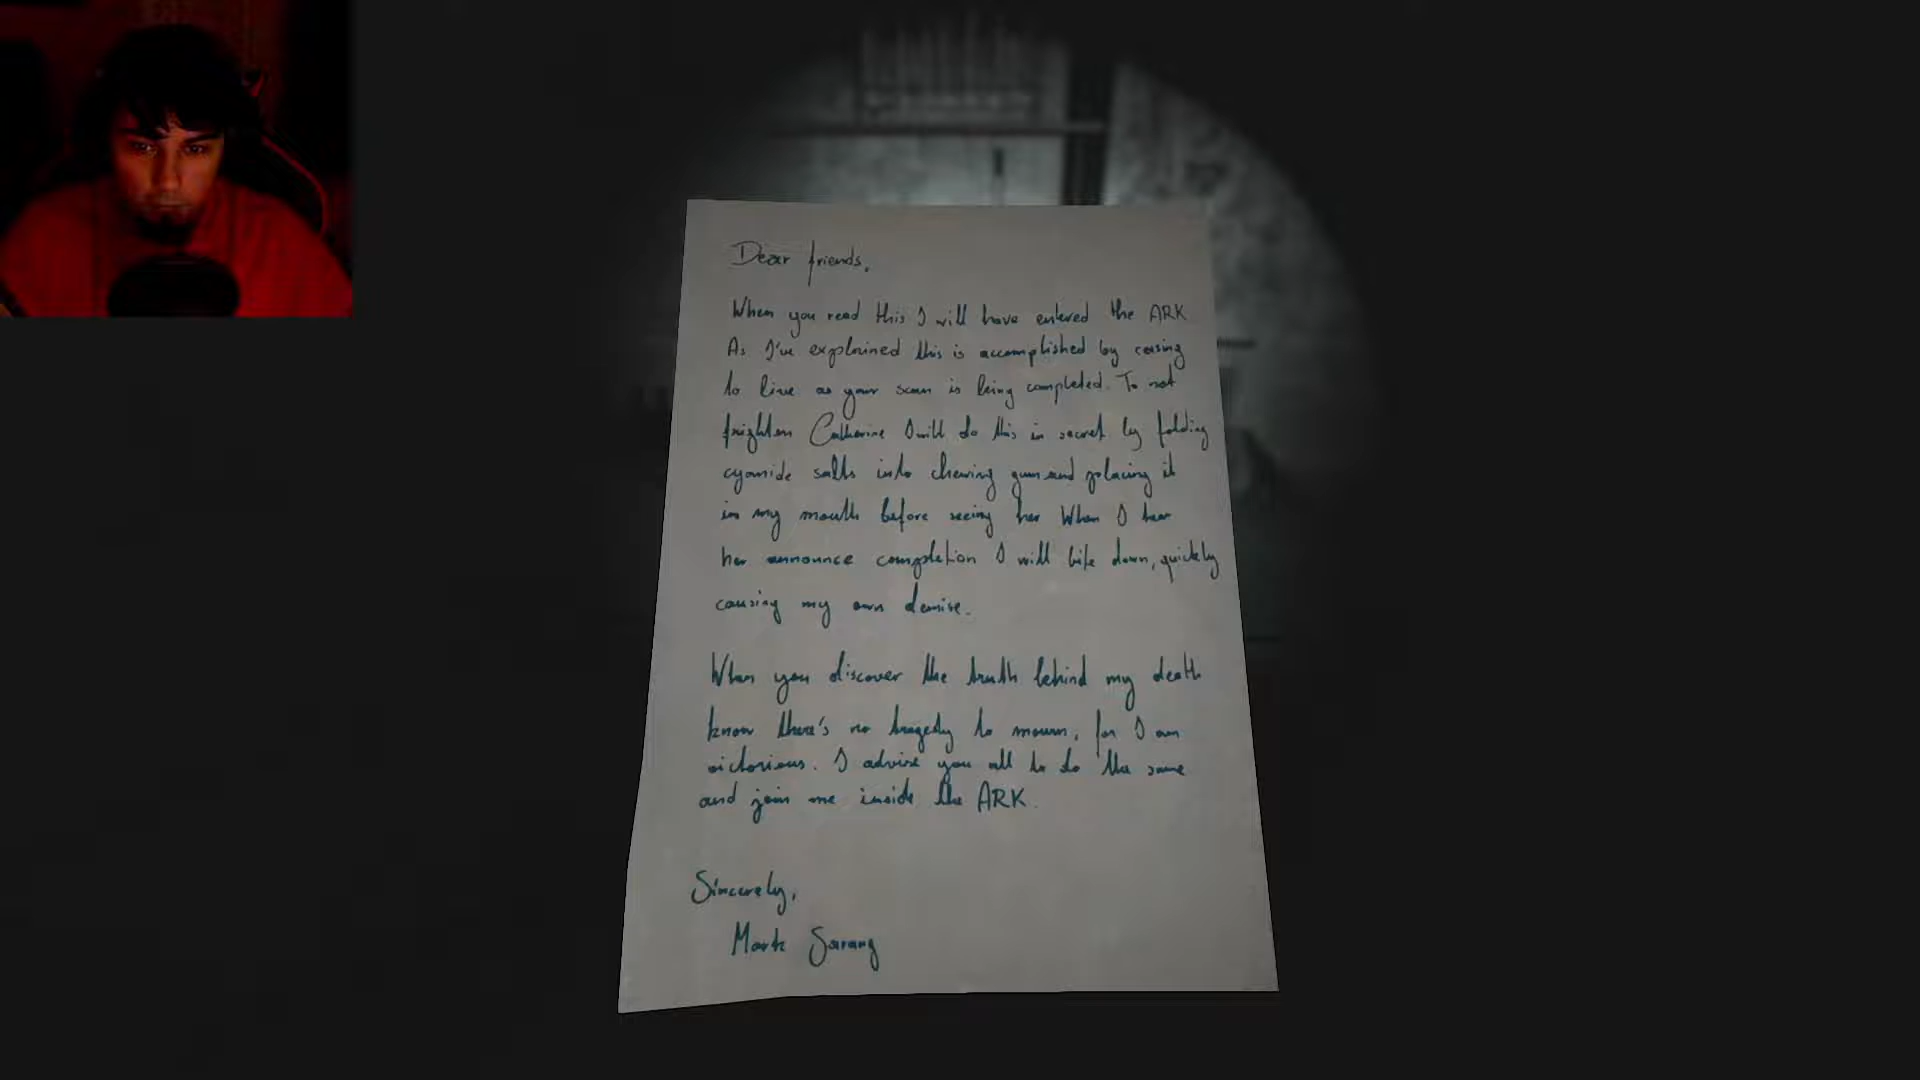 Dear friends,
When you read this I will have entered the ARK
As I've explained this is accomplished by ceasing
to live as your scan is being completed. To not
frighten Catherine I will do this in secret by folding
cyanide salts into chewing gum and placing it
in my mouth before seeing her When I hear
her announce completion I will bite down, quickly
causing my own demise.
When you discover the truth behind my death
know there's no tragedy to mourn, for I am
victorious. I advise you all to do the same
and join me inside the ARK.
Sincerely,
Mark Sarang